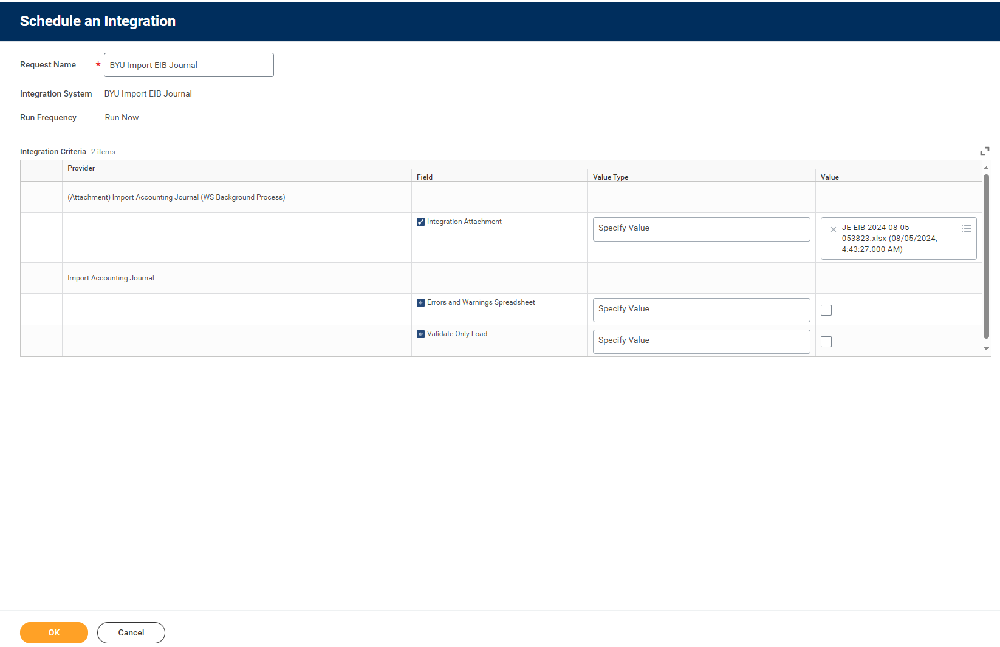 Schedule an Integration
Request Name * BYU Import EIB Journal
Integration System BYU Import EIB Journal
Run Frequency Run Now
Integration Criteria 2 items
Provider
Field Value Type Value
(Attachment) Import Accounting Journal (WS Background Process)
Integration Attachment Specify Value
JE EIB 2024-08-05
053823.xlsx (08/05/2024,
4:43:27.000 AM)
Import Accounting Journal
Errors and Warnings Spreadsheet Specify Value
Validate Only Load Specify Value
OK Cancel